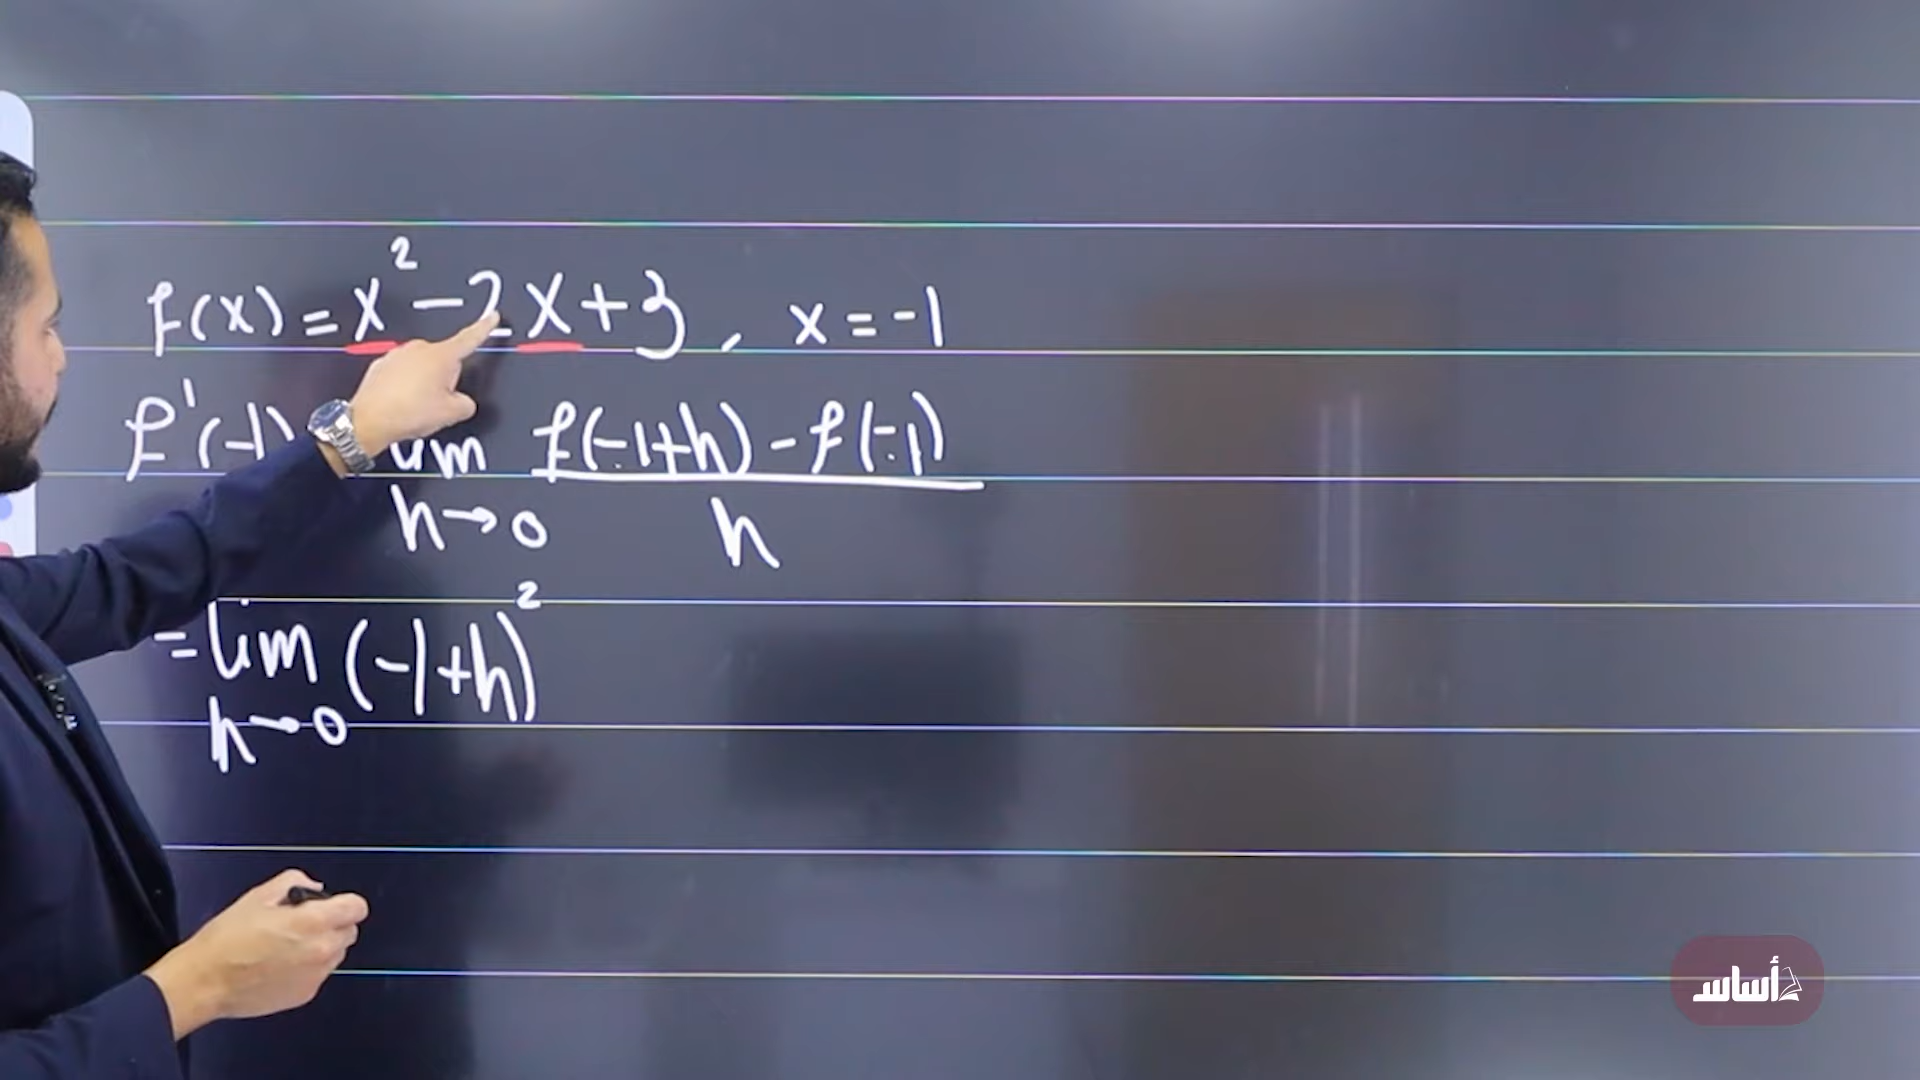 f(x) = x² - 2x + 3 , x = -1
f'(-1) lim f(-1+h) - f(-1)
h→0 h
= lim (-1+h)²
h→0
أساس